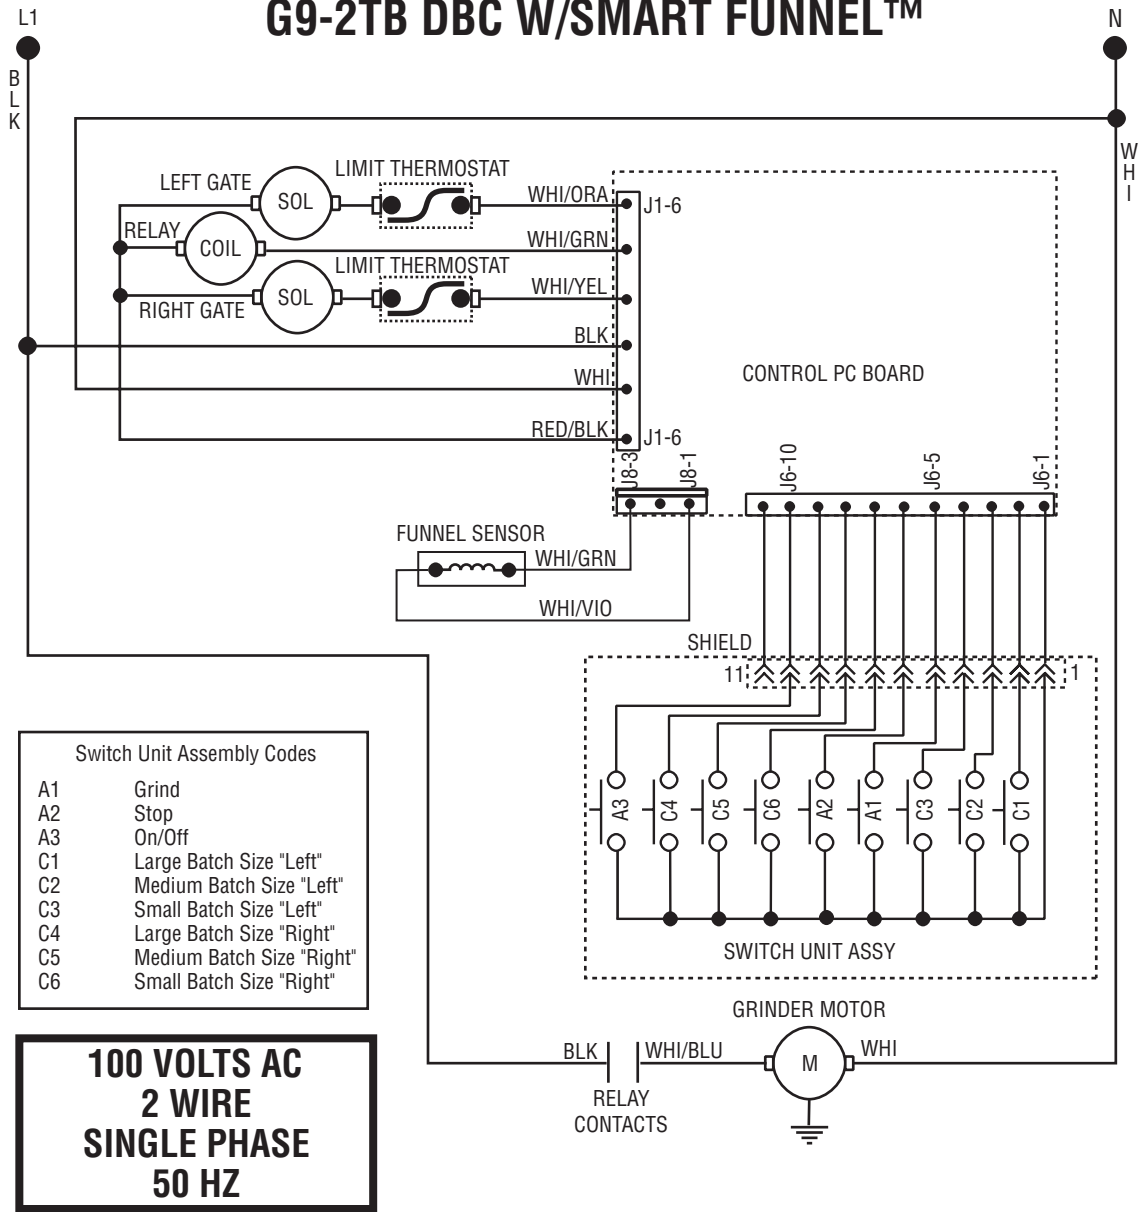 G9-2TB DBC W/SMART FUNNEL™
L1
N
BLK
WHI
LEFT GATE
SOL
LIMIT THERMOSTAT
WHI/ORA
J1-6
RELAY
COIL
WHI/GRN
LIMIT THERMOSTAT
RIGHT GATE
SOL
WHI/YEL
BLK
WHI
CONTROL PC BOARD
RED/BLK
J1-6
J8-3
J8-1
J6-10
J6-5
J6-1
FUNNEL SENSOR
WHI/GRN
WHI/VIO
SHIELD
11
1
A3
C4
C5
C6
A2
A1
C3
C2
C1
SWITCH UNIT ASSY
Switch Unit Assembly Codes
A1 Grind
A2 Stop
A3 On/Off
C1 Large Batch Size "Left"
C2 Medium Batch Size "Left"
C3 Small Batch Size "Left"
C4 Large Batch Size "Right"
C5 Medium Batch Size "Right"
C6 Small Batch Size "Right"
GRINDER MOTOR
BLK
WHI/BLU
M
WHI
RELAY
CONTACTS
100 VOLTS AC
2 WIRE
SINGLE PHASE
50 HZ